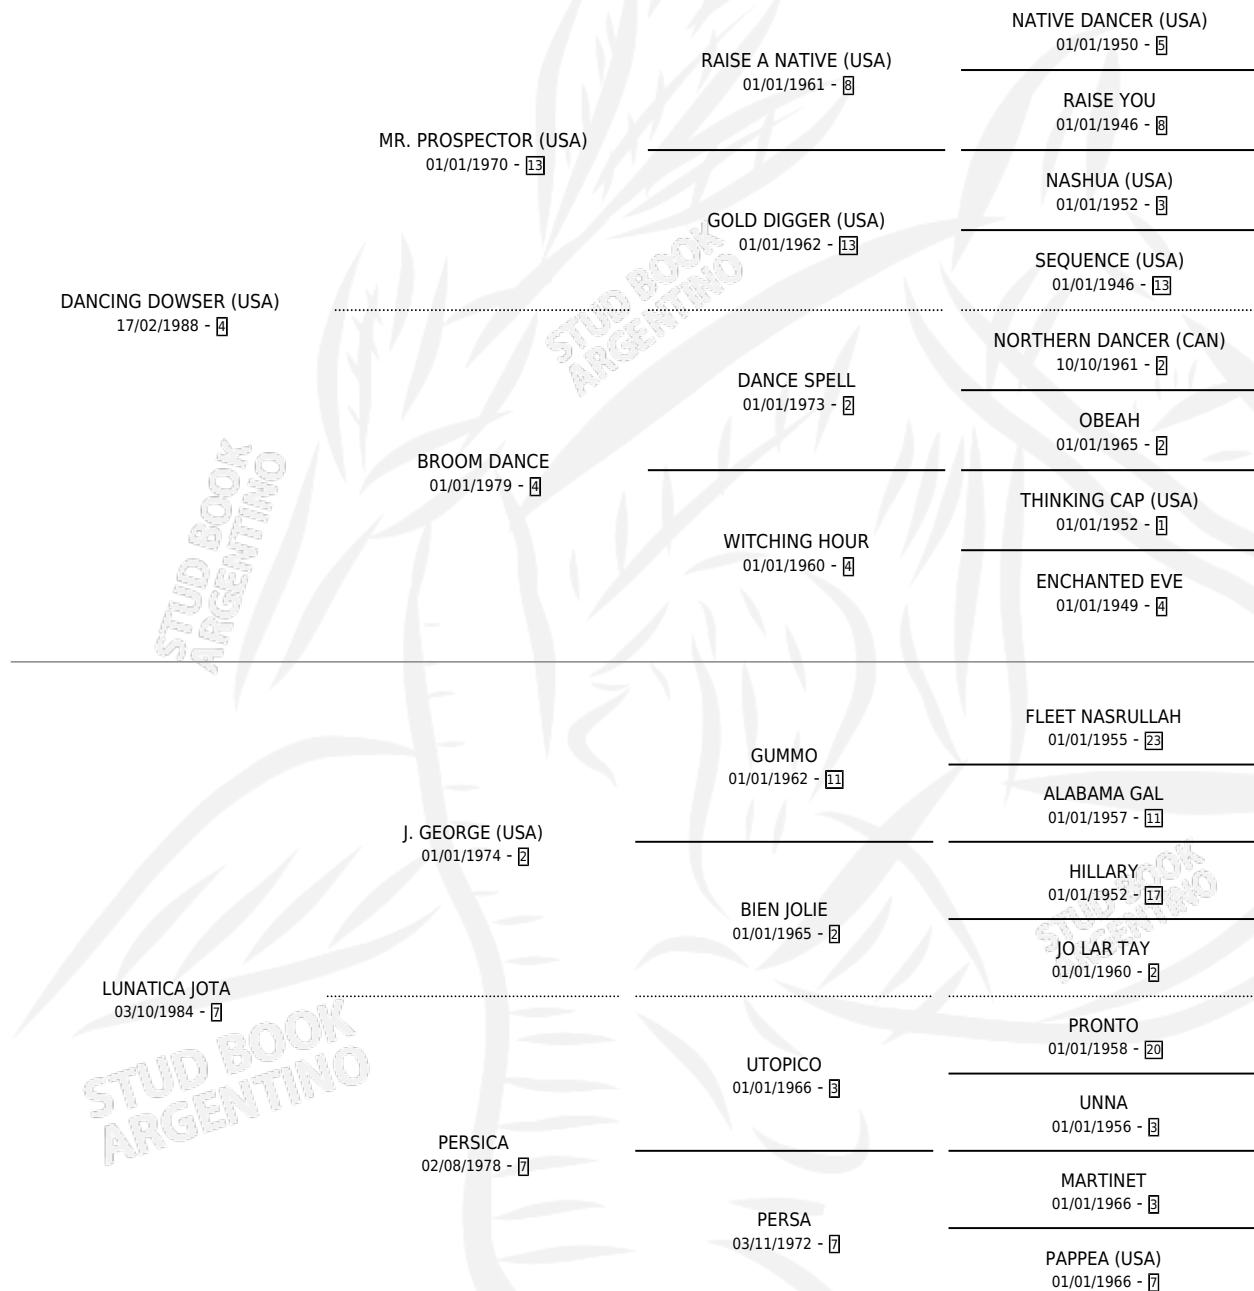 NATIVE DANCER (USA)
01/01/1950 - 5
RAISE A NATIVE (USA)
01/01/1961 - 8
RAISE YOU
01/01/1946 - 8
MR. PROSPECTOR (USA)
01/01/1970 - 13
NASHUA (USA)
01/01/1952 - 3
GOLD DIGGER (USA)
01/01/1962 - 13
SEQUENCE (USA)
01/01/1946 - 13
DANCING DOWSER (USA)
17/02/1988 - 4
STUD BOOK
ARGENTINO
NORTHERN DANCER (CAN)
10/10/1961 - 2
DANCE SPELL
01/01/1973 - 2
OBEAH
01/01/1965 - 2
BROOM DANCE
01/01/1979 - 4
THINKING CAP (USA)
01/01/1952 - 1
WITCHING HOUR
01/01/1960 - 4
ENCHANTED EVE
01/01/1949 - 4
STUD BOOK
ARGENTINO
FLEET NASRULLAH
01/01/1955 - 23
GUMMO
01/01/1962 - 11
ALABAMA GAL
01/01/1957 - 11
J. GEORGE (USA)
01/01/1974 - 2
HILLARY
01/01/1952 - 17
BIEN JOLIE
01/01/1965 - 2
JO LAR TAY
01/01/1960 - 2
STUD BOOK
ARGENTINO
LUNATICA JOTA
03/10/1984 - 7
PRONTO
01/01/1958 - 20
UTOPICO
01/01/1966 - 3
UNNA
01/01/1956 - 3
STUD BOOK
ARGENTINO
PERSICA
02/08/1978 - 7
MARTINET
01/01/1966 - 3
PERSA
03/11/1972 - 7
PAPPEA (USA)
01/01/1966 - 7